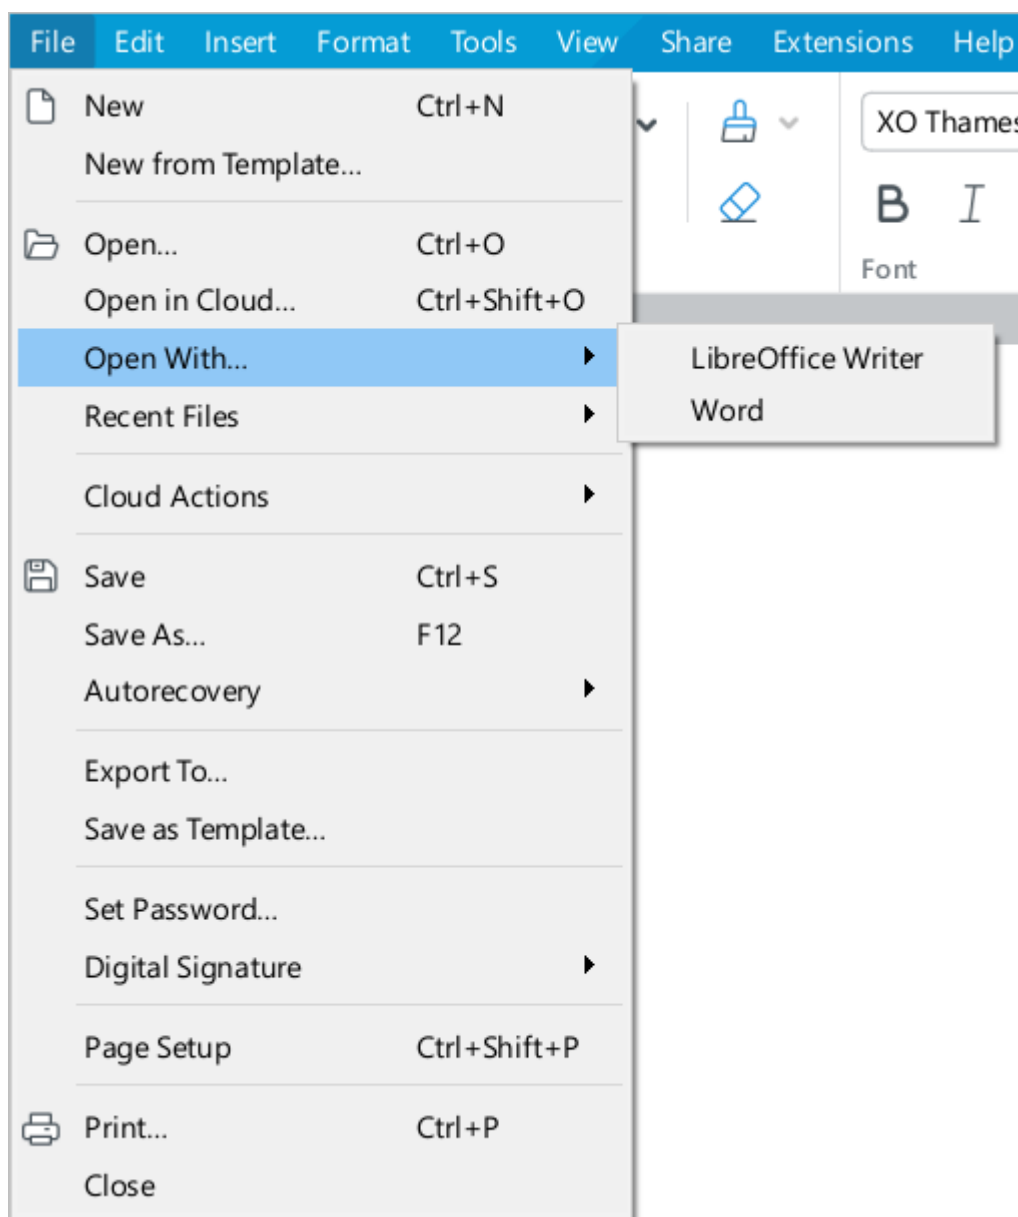 File Edit Insert Format Tools View Share Extensions Help
New Ctrl+N
New from Template...
Open... Ctrl+O
Open in Cloud... Ctrl+Shift+O
Open With...
Recent Files
Cloud Actions
Save Ctrl+S
Save As... F12
Autorecovery
Export To...
Save as Template...
Set Password...
Digital Signature
Page Setup Ctrl+Shift+P
Print... Ctrl+P
Close
LibreOffice Writer
Word
XO Thames
B I
Font